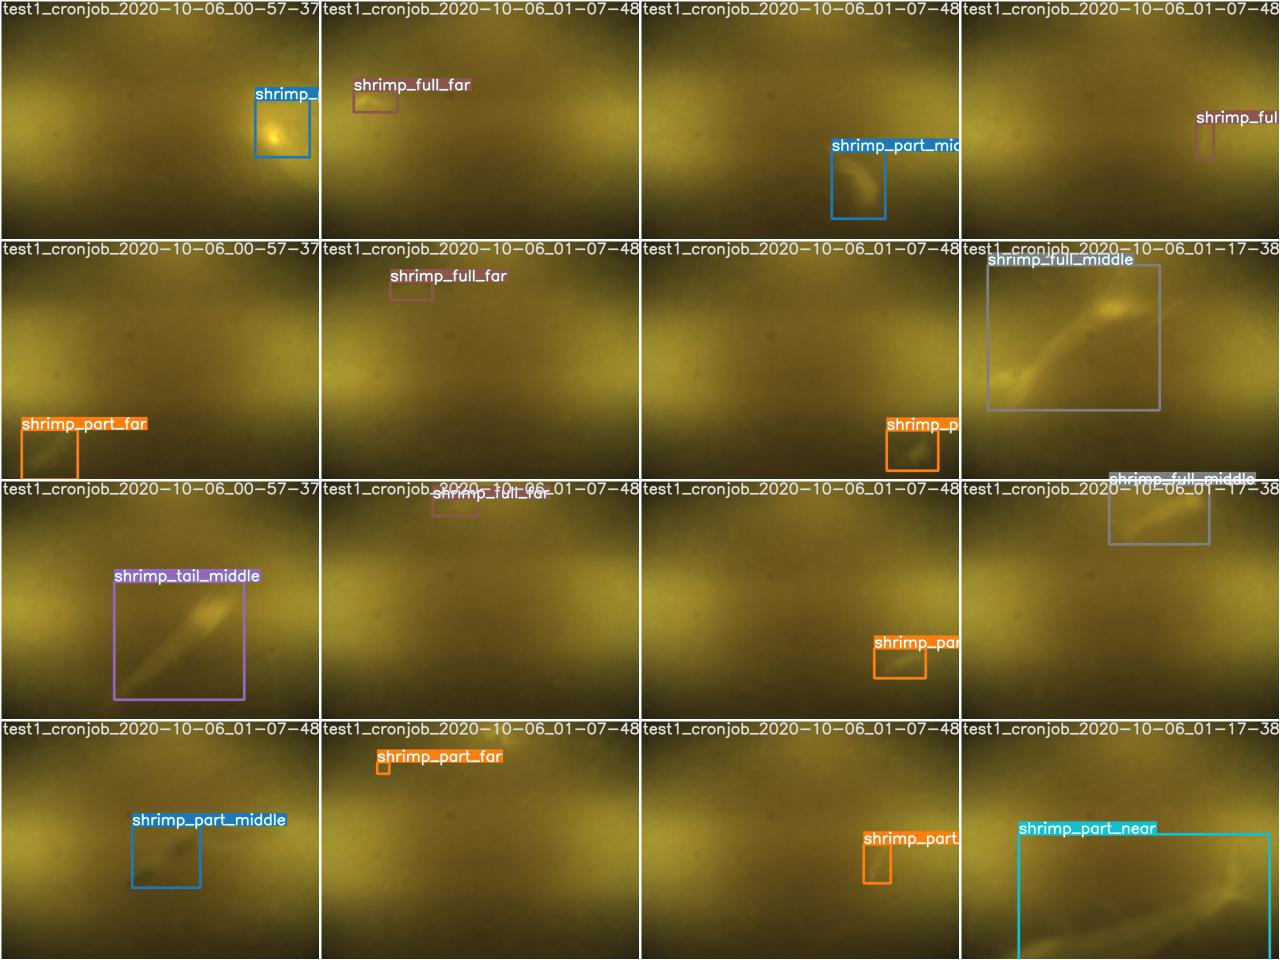 test1_cronjob_2020-10-06_00-57-37
test1_cronjob_2020-10-06_01-07-48
test1_cronjob_2020-10-06_01-07-48
test1_cronjob_2020-10-06_01-07-48
shrimp_
shrimp_full_far
shrimp_part_mid
shrimp_ful
test1_cronjob_2020-10-06_00-57-37
test1_cronjob_2020-10-06_01-07-48
test1_cronjob_2020-10-06_01-07-48
test1_cronjob_2020-10-06_01-17-38
shrimp_part_far
shrimp_full_far
shrimp_p
shrimp_full_middle
test1_cronjob_2020-10-06_00-57-37
test1_cronjob_2020-10-06_01-07-48
test1_cronjob_2020-10-06_01-07-48
test1_cronjob_2020-10-06_01-17-38
shrimp_tail_middle
shrimp_full_far
shrimp_par
shrimp_full_middle
test1_cronjob_2020-10-06_01-07-48
test1_cronjob_2020-10-06_01-07-48
test1_cronjob_2020-10-06_01-07-48
test1_cronjob_2020-10-06_01-17-38
shrimp_part_middle
shrimp_part_far
shrimp_part
shrimp_part_near